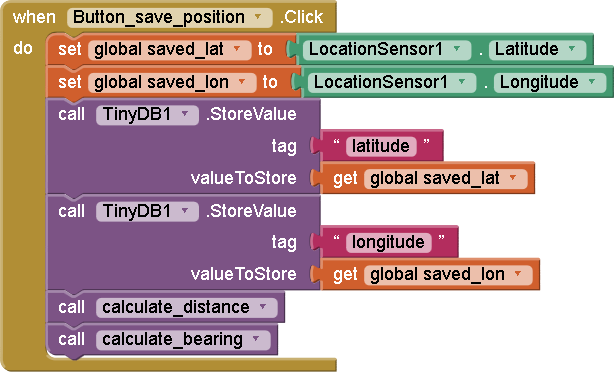 when Button_save_position .Click
do set global saved_lat to LocationSensor1 . Latitude
set global saved_lon to LocationSensor1 . Longitude
call TinyDB1 .StoreValue
tag “ latitude ”
valueToStore get global saved_lat
call TinyDB1 .StoreValue
tag “ longitude ”
valueToStore get global saved_lon
call calculate_distance
call calculate_bearing